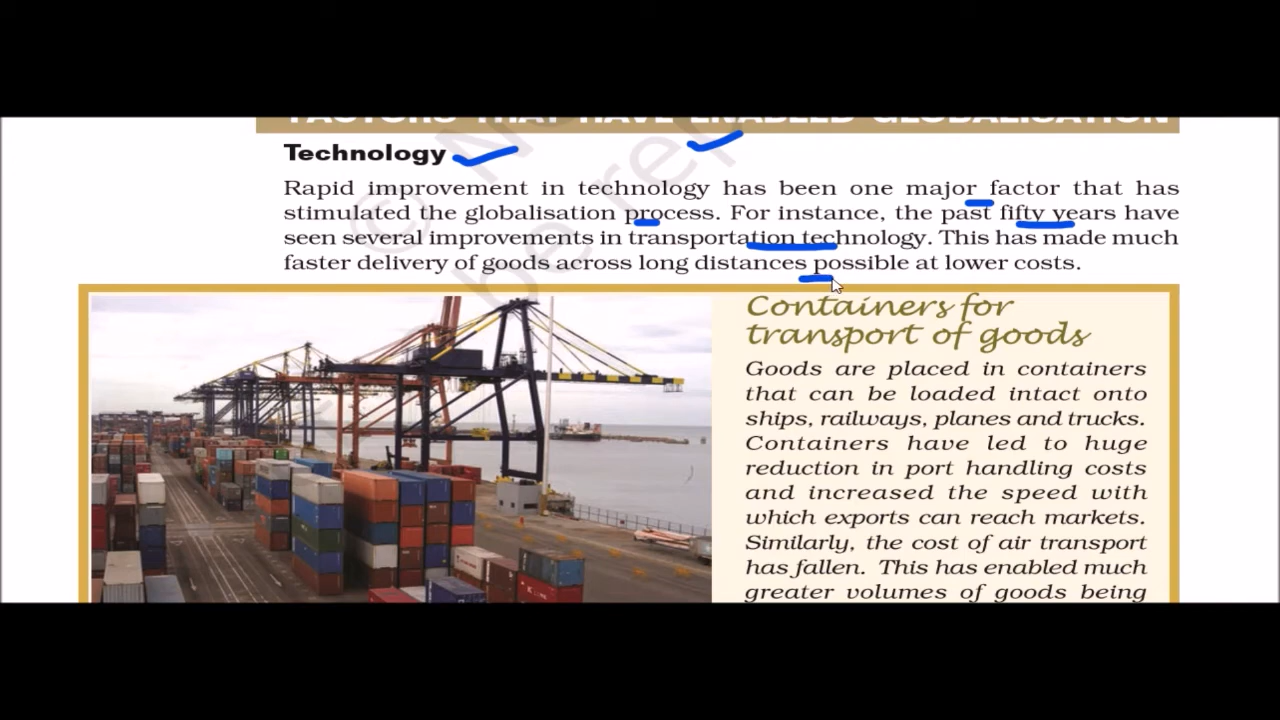 FACTORS THAT HAVE ENABLED GLOBALISATION
Technology
Rapid improvement in technology has been one major factor that has
stimulated the globalisation process. For instance, the past fifty years have
seen several improvements in transportation technology. This has made much
faster delivery of goods across long distances possible at lower costs.
Containers for
transport of goods
Goods are placed in containers
that can be loaded intact onto
ships, railways, planes and trucks.
Containers have led to huge
reduction in port handling costs
and increased the speed with
which exports can reach markets.
Similarly, the cost of air transport
has fallen. This has enabled much
greater volumes of goods being